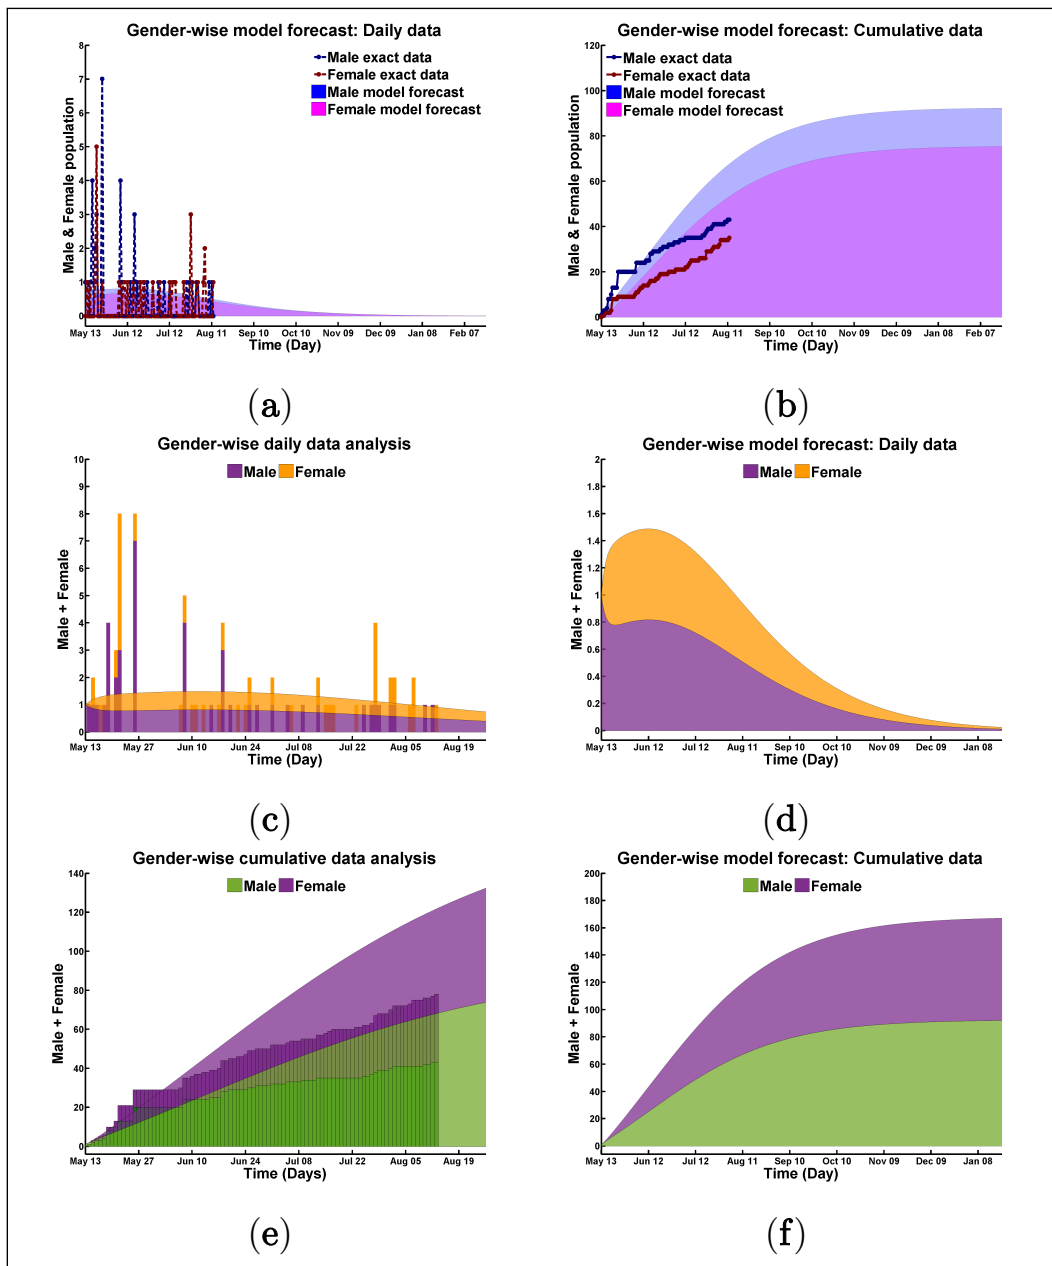 Gender-wise model forecast: Daily data
8
7
6
5
4
3
2
1
0
Male & Female population
Male exact data
Female exact data
Male model forecast
Female model forecast
May 13 Jun 12 Jul 12 Aug 11 Sep 10 Oct 10 Nov 09 Dec 09 Jan 08 Feb 07
Time (Day)
(a)
Gender-wise model forecast: Cumulative data
120
100
80
60
40
20
0
Male & Female population
Male exact data
Female exact data
Male model forecast
Female model forecast
May 13 Jun 12 Jul 12 Aug 11 Sep 10 Oct 10 Nov 09 Dec 09 Jan 08 Feb 07
Time (Day)
(b)
Gender-wise daily data analysis
10
9
8
7
6
5
4
3
2
1
0
Male + Female
Male Female
May 13 May 27 Jun 10 Jun 24 Jul 08 Jul 22 Aug 05 Aug 19
Time (Day)
(c)
Gender-wise model forecast: Daily data
2
1.8
1.6
1.4
1.2
1
0.8
0.6
0.4
0.2
0
Male + Female
Male Female
May 13 Jun 12 Jul 12 Aug 11 Sep 10 Oct 10 Nov 09 Dec 09 Jan 08
Time (Day)
(d)
Gender-wise cumulative data analysis
140
120
100
80
60
40
20
0
Male + Female
Male Female
May 13 May 27 Jun 10 Jun 24 Jul 08 Jul 22 Aug 05 Aug 19
Time (Days)
(e)
Gender-wise model forecast: Cumulative data
200
180
160
140
120
100
80
60
40
20
0
Male + Female
Male Female
May 13 Jun 12 Jul 12 Aug 11 Sep 10 Oct 10 Nov 09 Dec 09 Jan 08
Time (Day)
(f)